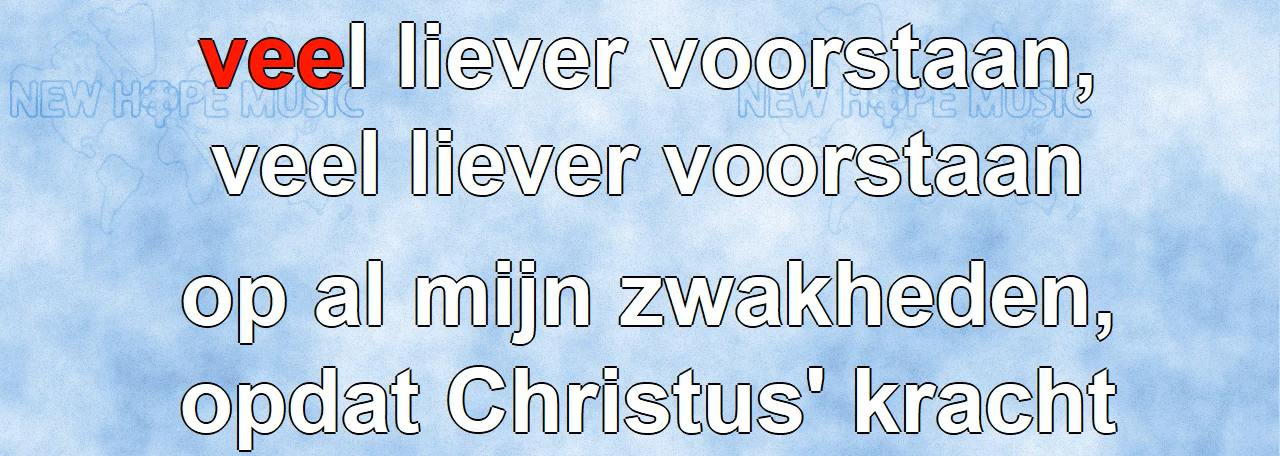 veel liever voorstaan,
NEW HOPE MUSIC NEW HOPE MUSIC
veel liever voorstaan
op al mijn zwakheden,
opdat Christus' kracht